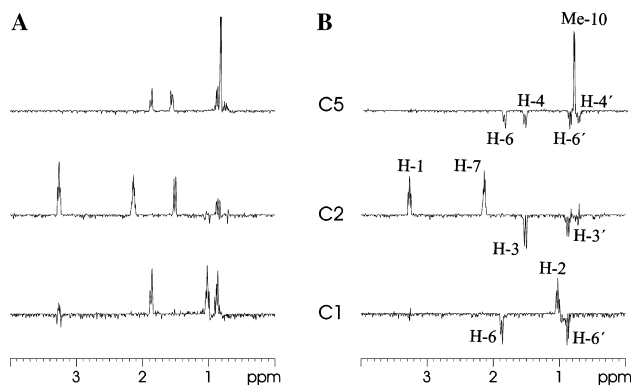 A
B
Me-10
C5
H-4
H-4´
H-6
H-6´
H-1
H-7
C2
H-3
H-3´
H-2
C1
H-6
H-6´
3 2 1 ppm
3 2 1 ppm